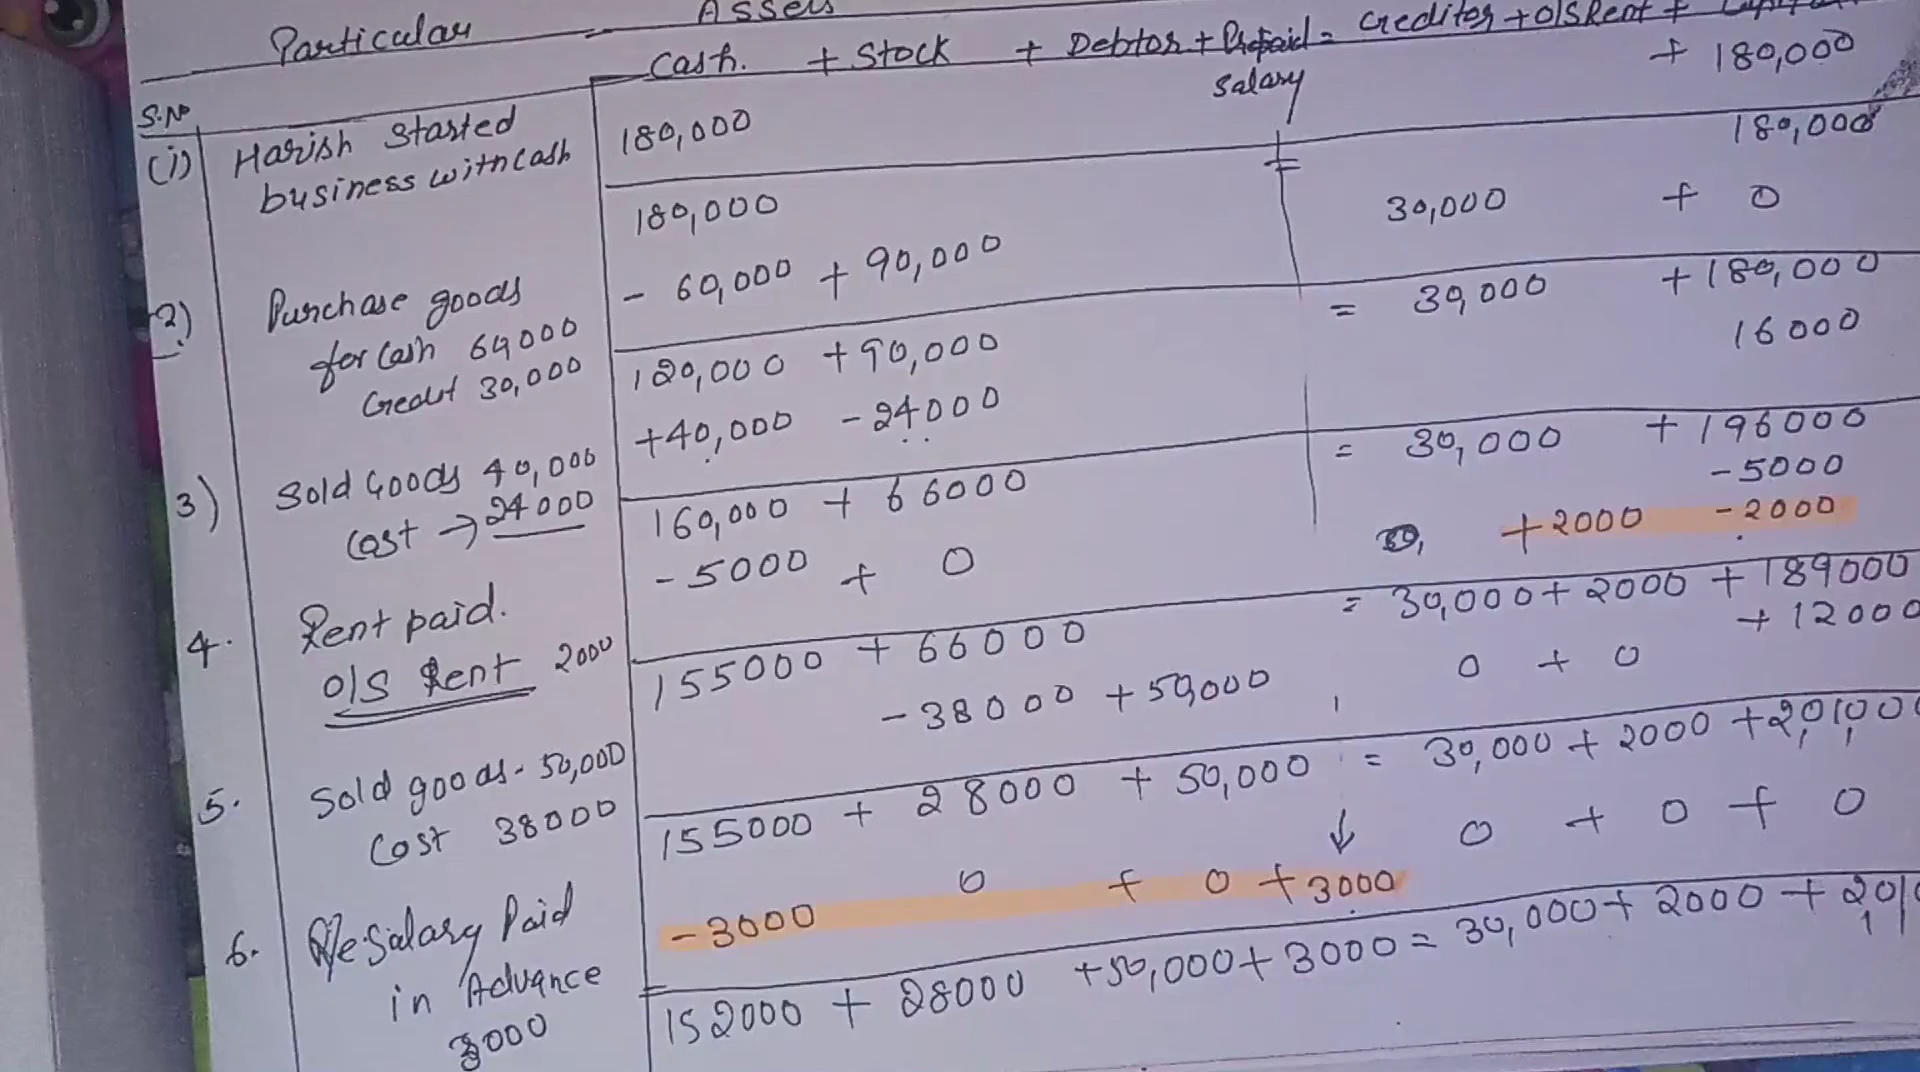 Particular Assets
Cash. + Stock + Debtor + Prepaid = Creditor + O/S Rent +
Salary
+ 180,000
S.No
(i) Harish started 180,000
business with cash
180,000 = 180,000
- 60,000 + 90,000 30,000 + 0
2) Purchase goods
for Cash 60,000
Credit 30,000
120,000 + 90,000 = 30,000 + 180,000
+40,000 - 24000 16000
3) Sold Goods 40,000
Cost → 24000
160,000 + 66000 = 30,000 + 196000
-5000 + 0 -5000
+2000 -2000
4. Rent paid.
O/S Rent 2000
155000 + 66000 = 30,000 + 2000 + 189000
-38000 + 50,000 0 + 0 + 12000
5. Sold goods - 50,000
Cost 38000
155000 + 28000 + 50,000 = 30,000 + 2000 + 2,01,00
-3000 0 + 0 + 3000 0 + 0 + 0
6. Salary Paid
in Advance
3000
152000 + 28000 + 50,000 + 3000 = 30,000 + 2000 + 201